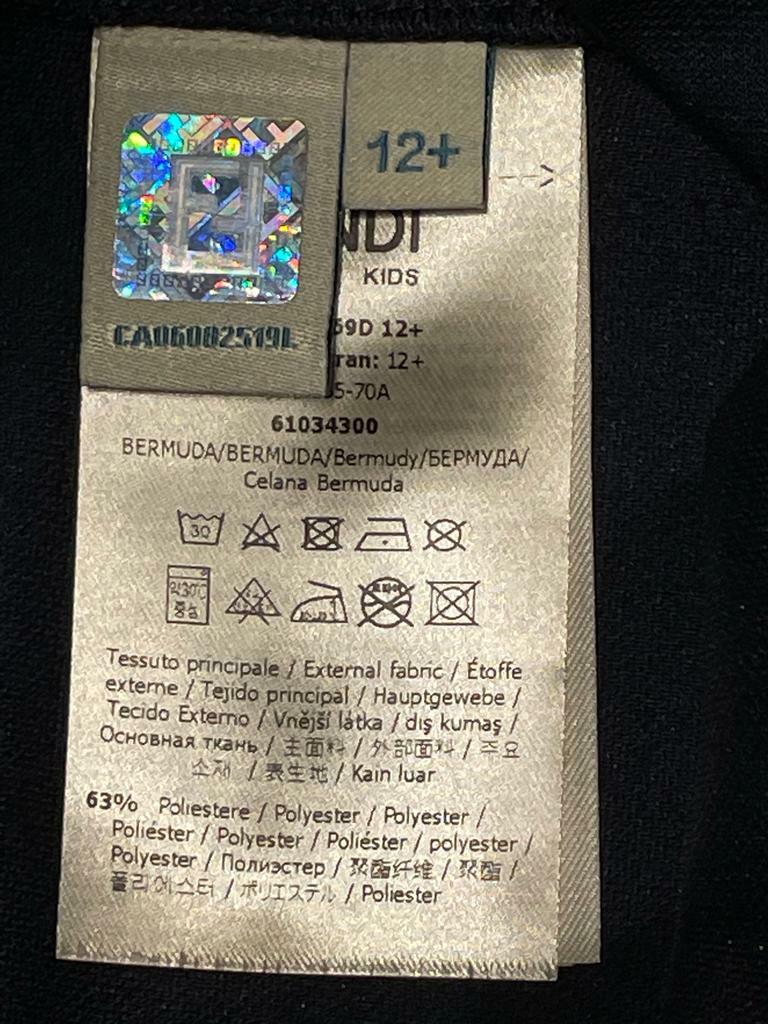 12+
-->
NDI
KIDS
CA06002519L
59D 12+
ran: 12+
5-70A
61034300
BERMUDA/BERMUDA/Bermudy/БЕРМУДА/
Celana Bermuda
30
Tessuto principale / External fabric / Étoffe
externe / Tejido principal / Hauptgewebe /
Tecido Externo / Vnější látka / dış kumaş /
Основная ткань / 主面料 / 外部面料 / 주요
소재 / 表生地 / Kain luar
63% Poliestere / Polyester / Polyester /
Poliéster / Polyester / Poliéster / polyester /
Polyester / Полиэстер / 聚酯纤维 / 聚酯 /
폴리에스터 / ポリエステル / Poliester